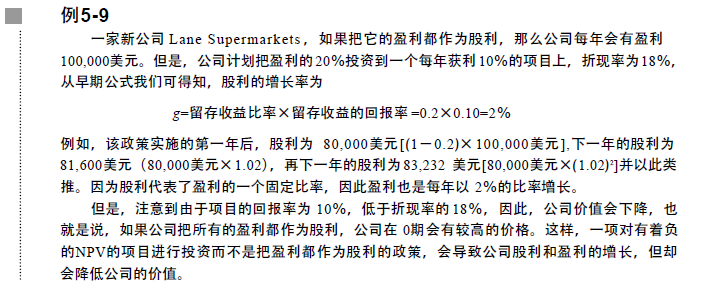 例5-9
一家新公司 Lane Supermarkets，如果把它的盈利都作为股利，那么公司每年会有盈利
100,000美元。但是，公司计划把盈利的20%投资到一个每年获利10%的项目上，折现率为18%，
从早期公式我们可得知，股利的增长率为
g=留存收益比率×留存收益的回报率 =0.2×0.10=2%
例如，该政策实施的第一年后，股利为 80,000美元[(1－0.2)× 100,000美元],下一年的股利为
81,600美元（80,000美元×1.02），再下一年的股利为83,232 美元[80,000美元×(1.02)²]并以此类
推。因为股利代表了盈利的一个固定比率，因此盈利也是每年以 2%的比率增长。
但是，注意到由于项目的回报率为 10%，低于折现率的18%，因此，公司价值会下降，也
就是说，如果公司把所有的盈利都作为股利，公司在 0期会有较高的价格。这样，一项对有着负
的NPV的项目进行投资而不是把盈利都作为股利的政策，会导致公司股利和盈利的增长，但却
会降低公司的价值。